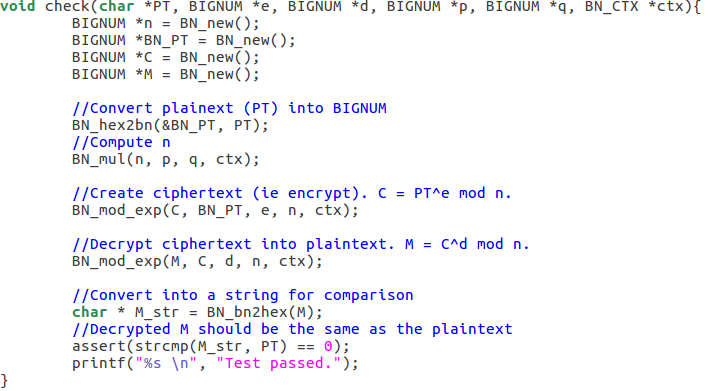 void check(char *PT, BIGNUM *e, BIGNUM *d, BIGNUM *p, BIGNUM *q, BN_CTX *ctx){
        BIGNUM *n = BN_new();
        BIGNUM *BN_PT = BN_new();
        BIGNUM *C = BN_new();
        BIGNUM *M = BN_new();

        //Convert plainext (PT) into BIGNUM
        BN_hex2bn(&BN_PT, PT);
        //Compute n
        BN_mul(n, p, q, ctx);

        //Create ciphertext (ie encrypt). C = PT^e mod n.
        BN_mod_exp(C, BN_PT, e, n, ctx);

        //Decrypt ciphertext into plaintext. M = C^d mod n.
        BN_mod_exp(M, C, d, n, ctx);

        //Convert into a string for comparison
        char * M_str = BN_bn2hex(M);
        //Decrypted M should be the same as the plaintext
        assert(strcmp(M_str, PT) == 0);
        printf("%s \n", "Test passed.");
}